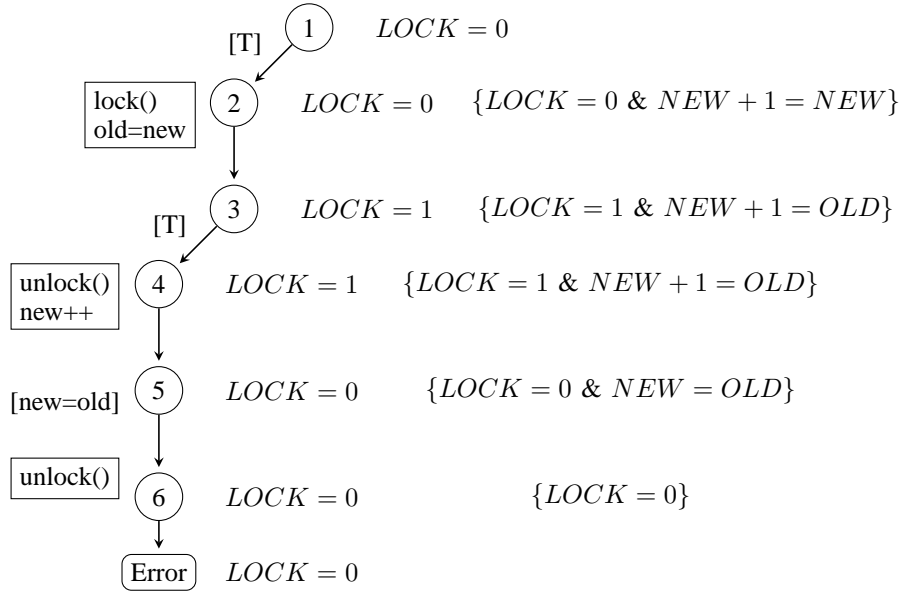 1 LOCK = 0
[T]
lock()
old=new
2 LOCK = 0 {LOCK = 0 & NEW + 1 = NEW}
3 LOCK = 1 {LOCK = 1 & NEW + 1 = OLD}
[T]
unlock()
new++
4 LOCK = 1 {LOCK = 1 & NEW + 1 = OLD}
[new=old] 5 LOCK = 0 {LOCK = 0 & NEW = OLD}
unlock()
6 LOCK = 0 {LOCK = 0}
Error LOCK = 0